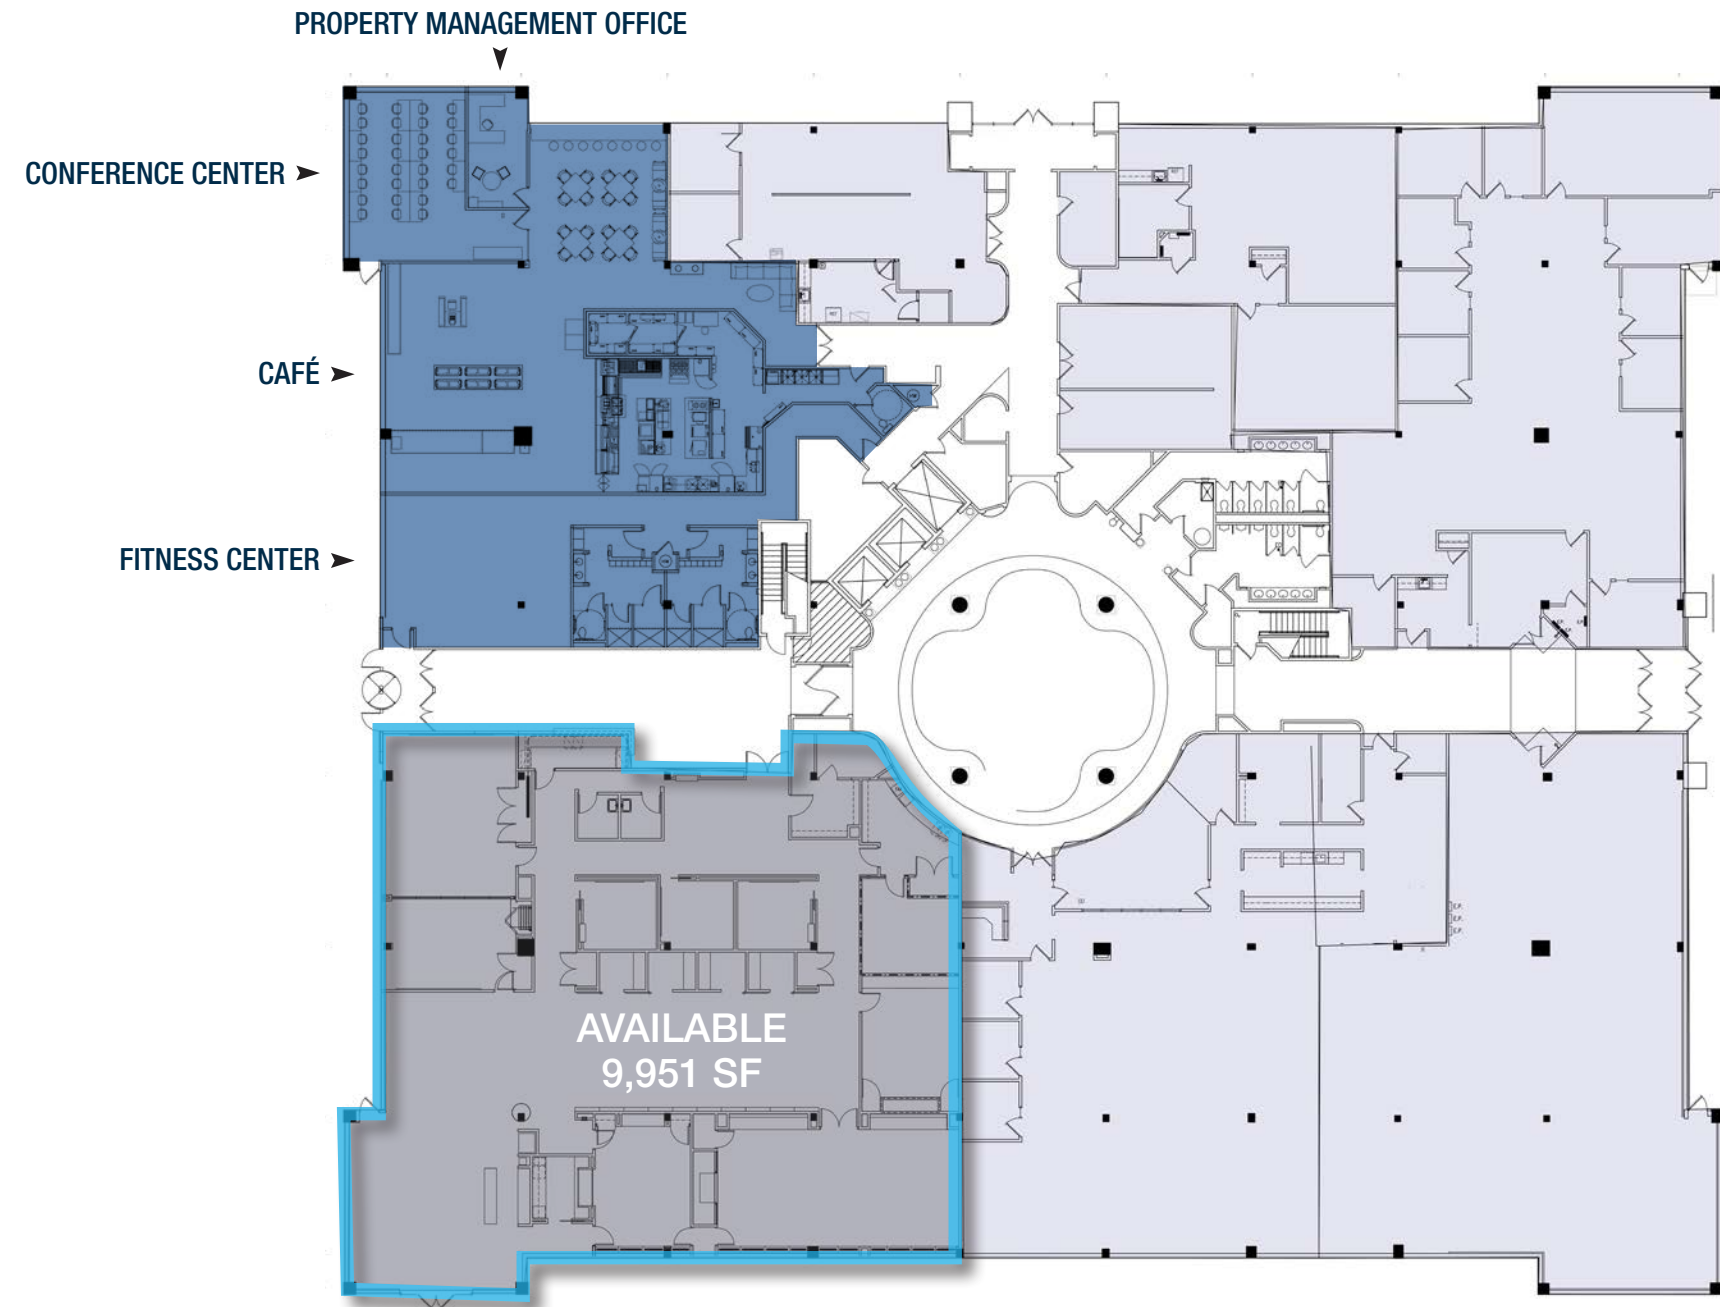 PROPERTY MANAGEMENT OFFICE
CONFERENCE CENTER
CAFÉ
FITNESS CENTER
AVAILABLE
9,951 SF
E.P.
E.P.
E.P.